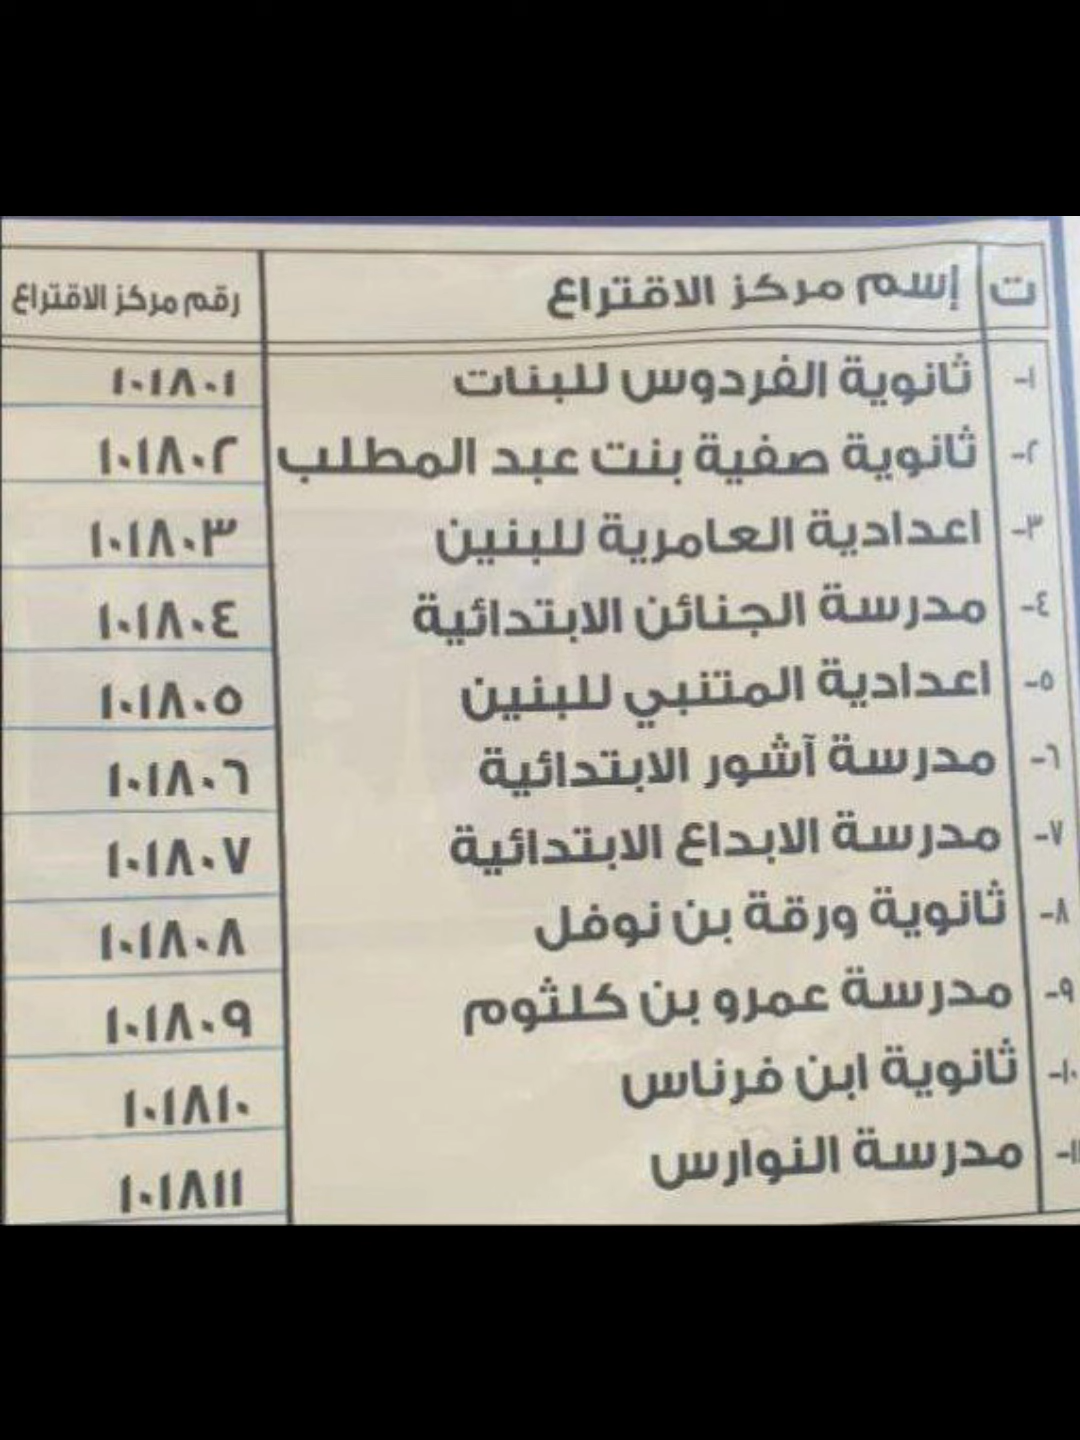 ت إسم مركز الاقتراع رقم مركز الاقتراع
١- ثانوية الفردوس للبنات ١٠١٨٠١
٢- ثانوية صفية بنت عبد المطلب ١٠١٨٠٢
٣- اعدادية العامرية للبنين ١٠١٨٠٣
٤- مدرسة الجنائن الابتدائية ١٠١٨٠٤
٥- اعدادية المتنبي للبنين ١٠١٨٠٥
٦- مدرسة آشور الابتدائية ١٠١٨٠٦
٧- مدرسة الابداع الابتدائية ١٠١٨٠٧
٨- ثانوية ورقة بن نوفل ١٠١٨٠٨
٩- مدرسة عمرو بن كلثوم ١٠١٨٠٩
١٠- ثانوية ابن فرناس ١٠١٨١٠
١١- مدرسة النوارس ١٠١٨١١